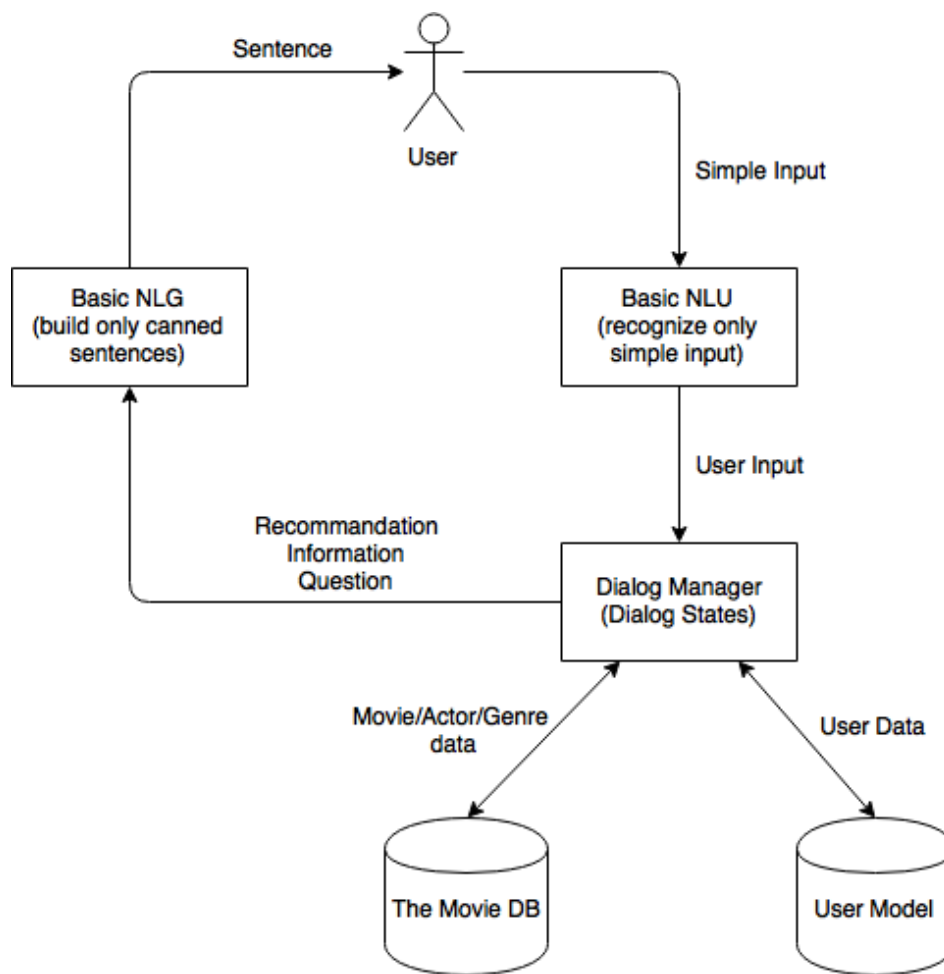 Sentence
User
Simple Input
Basic NLG
(build only canned
sentences)
Basic NLU
(recognize only
simple input)
User Input
Recommandation
Information
Question
Dialog Manager
(Dialog States)
Movie/Actor/Genre
data
User Data
The Movie DB
User Model